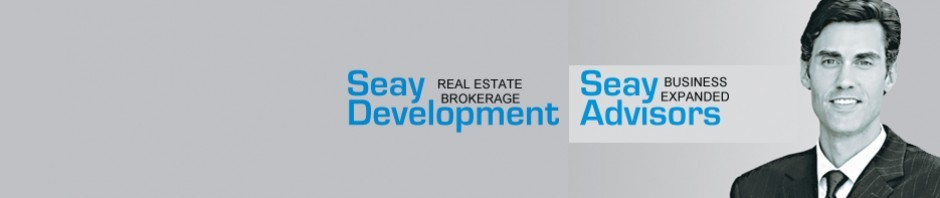 Seay REAL ESTATE
BROKERAGE
Development
Seay BUSINESS
EXPANDED
Advisors